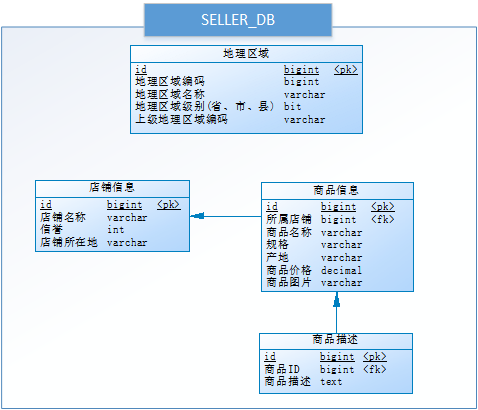 SELLER_DB
地理区域
id bigint <pk>
地理区域编码 bigint
地理区域名称 varchar
地理区域级别(省、市、县) bit
上级地理区域编码 varchar
店铺信息
id bigint <pk>
店铺名称 varchar
信誉 int
店铺所在地 varchar
商品信息
id bigint <pk>
所属店铺 bigint <fk>
商品名称 varchar
规格 varchar
产地 varchar
商品价格 decimal
商品图片 varchar
商品描述
id bigint <pk>
商品ID bigint <fk>
商品描述 text